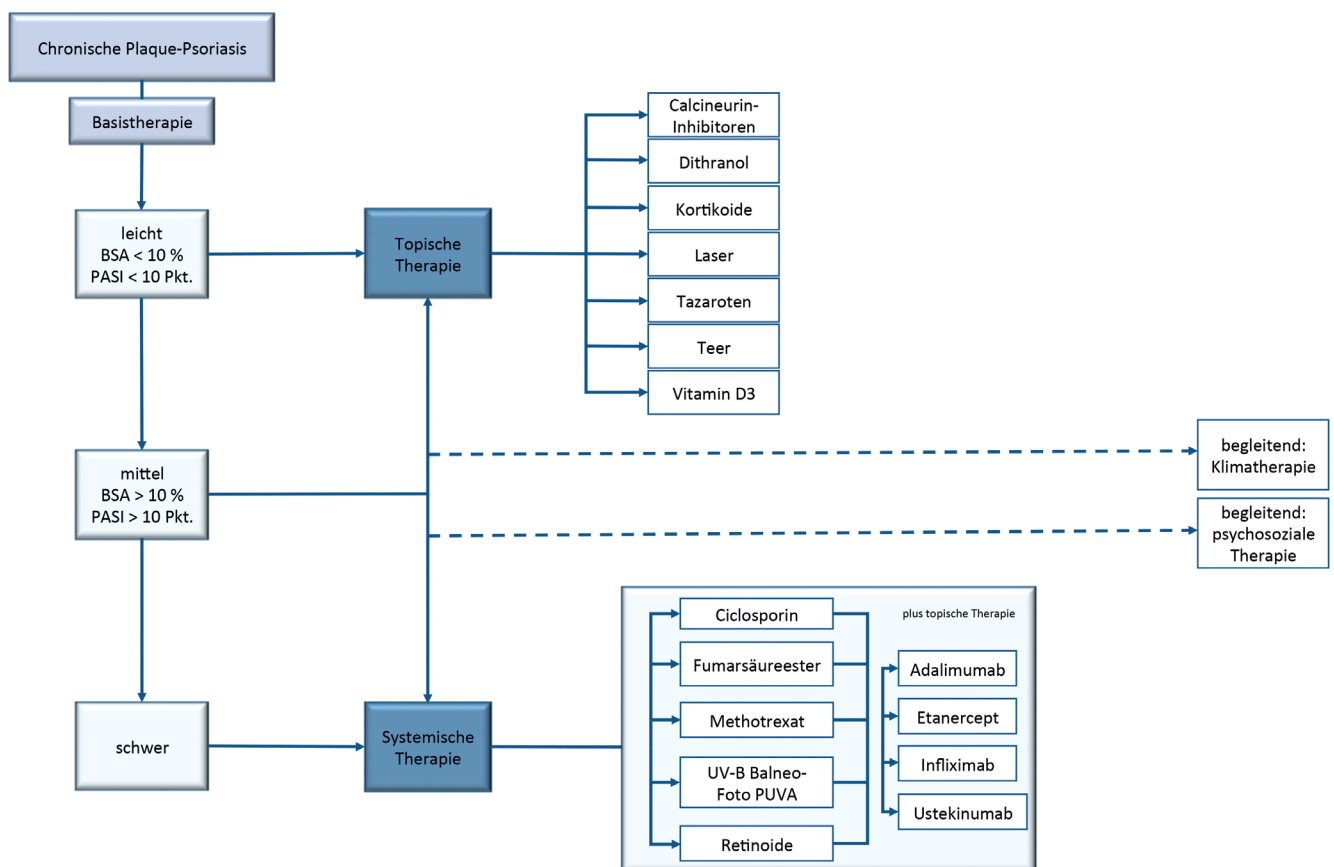 Chronische Plaque-Psoriasis
Basistherapie
leicht
BSA < 10 %
PASI < 10 Pkt.
Topische
Therapie
Calcineurin-
Inhibitoren
Dithranol
Kortikoide
Laser
Tazaroten
Teer
Vitamin D3
mittel
BSA > 10 %
PASI > 10 Pkt.
begleitend:
Klimatherapie
begleitend:
psychosoziale
Therapie
schwer
Systemische
Therapie
Ciclosporin
Fumarsäureester
Methotrexat
UV-B Balneo-
Foto PUVA
Retinoide
plus topische Therapie
Adalimumab
Etanercept
Infliximab
Ustekinumab